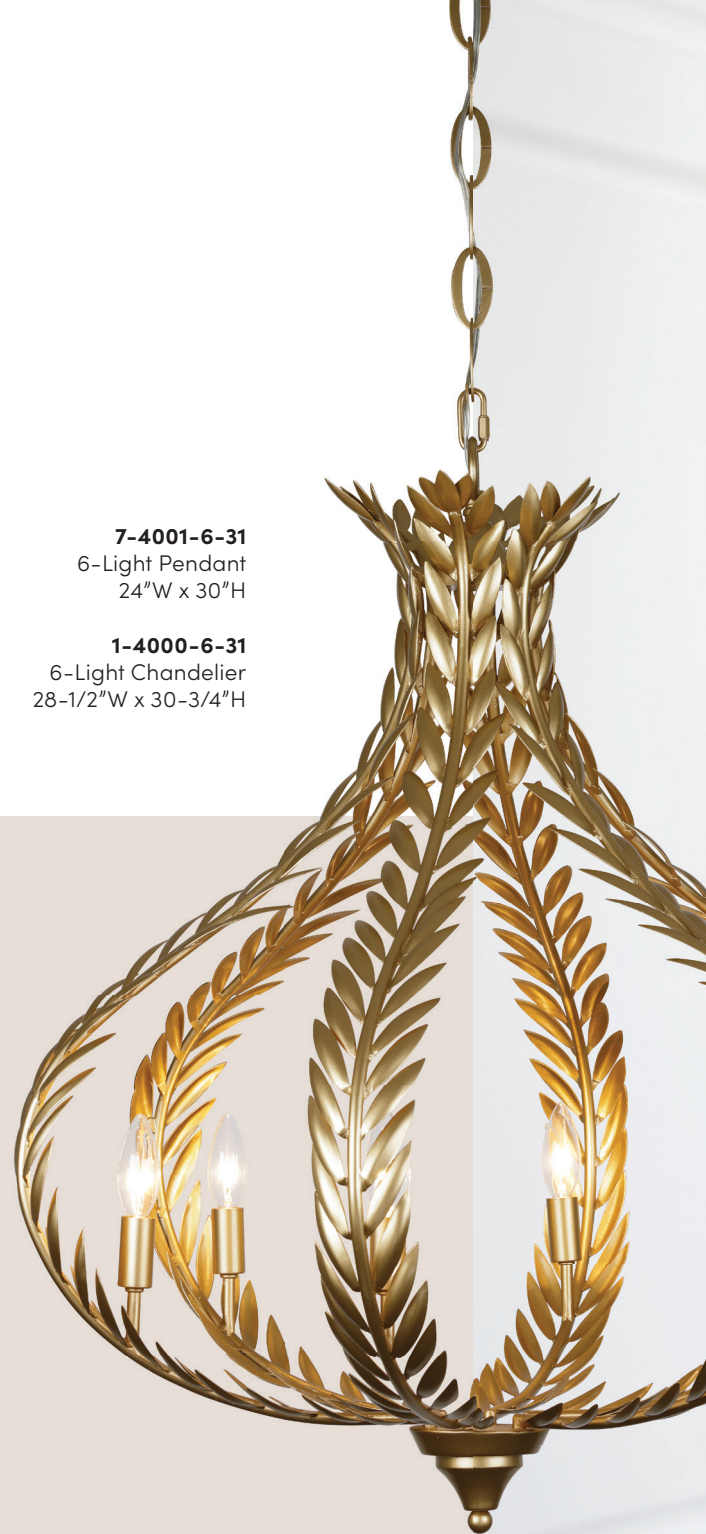 7-4001-6-31
6-Light Pendant
24”W x 30”H
1-4000-6-31
6-Light Chandelier
28-1/2”W x 30-3/4”H